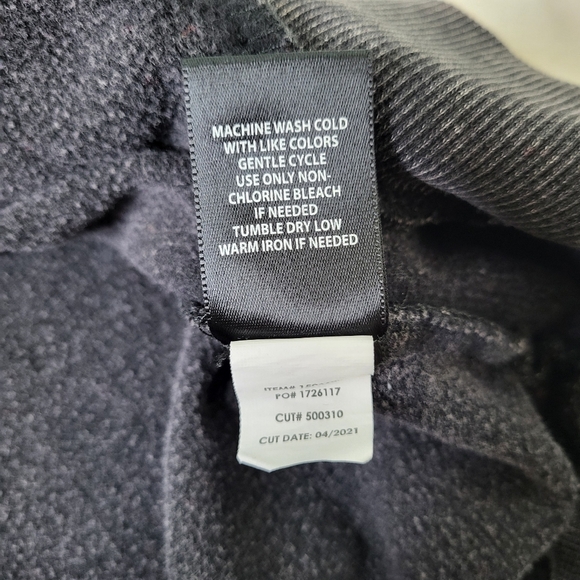 MACHINE WASH COLD
WITH LIKE COLORS
GENTLE CYCLE
USE ONLY NON-
CHLORINE BLEACH
IF NEEDED
TUMBLE DRY LOW
WARM IRON IF NEEDED
ITEM#
PO# 1726117
CUT# 500310
CUT DATE: 04/2021